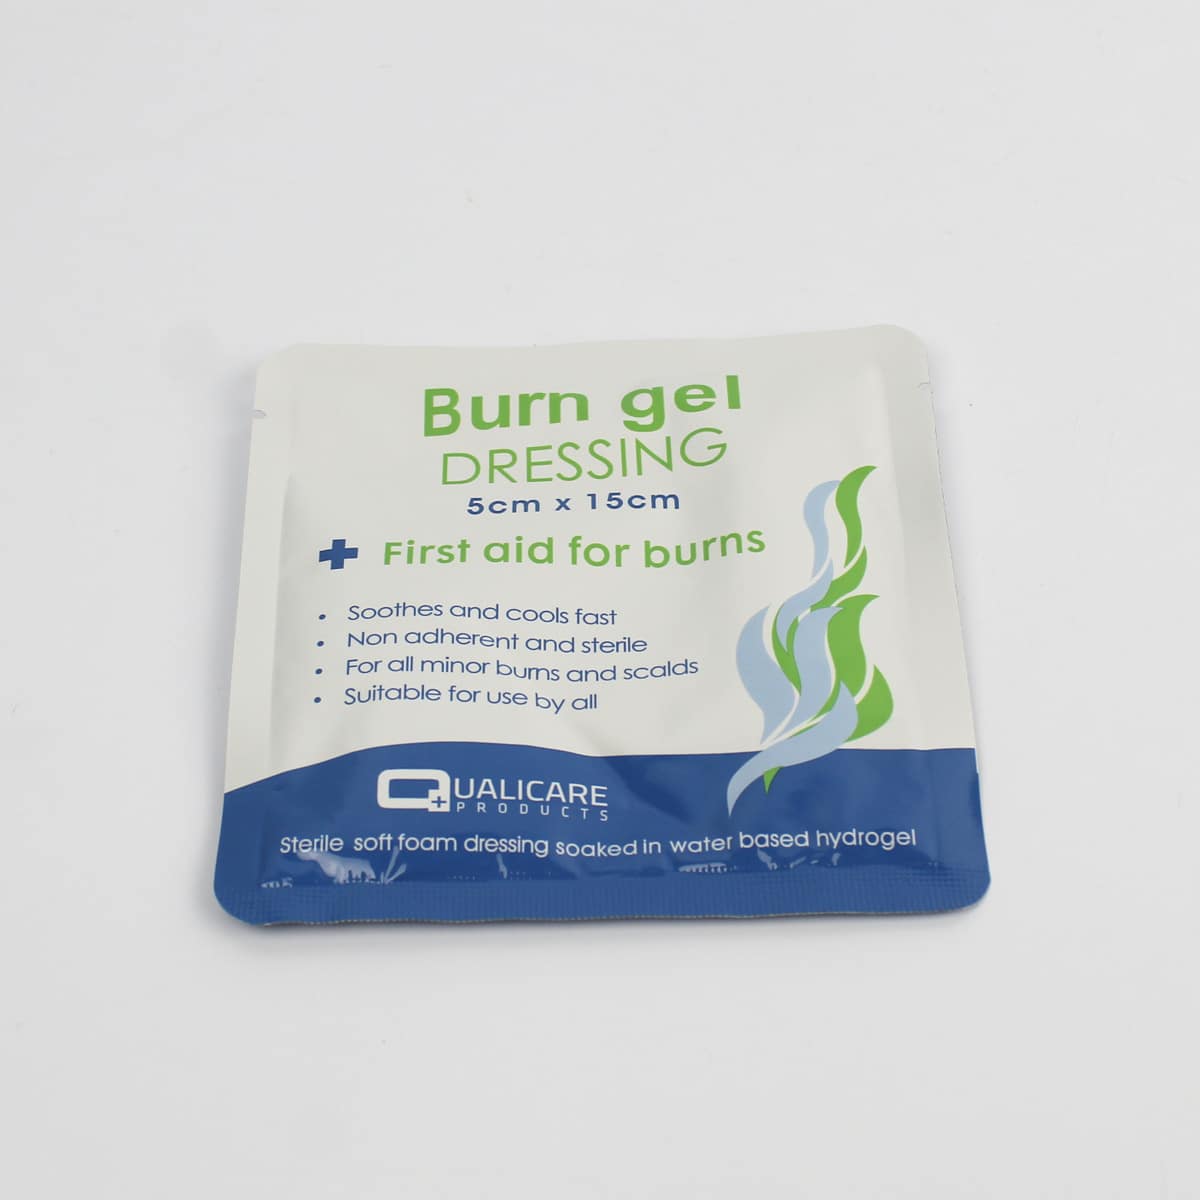 Burn gel
DRESSING
5cm x 15cm
First aid for burns
• Soothes and cools fast
• Non adherent and sterile
• For all minor burns and scalds
• Suitable for use by all
QUALICARE
PRODUCTS
Sterile soft foam dressing soaked in water based hydrogel